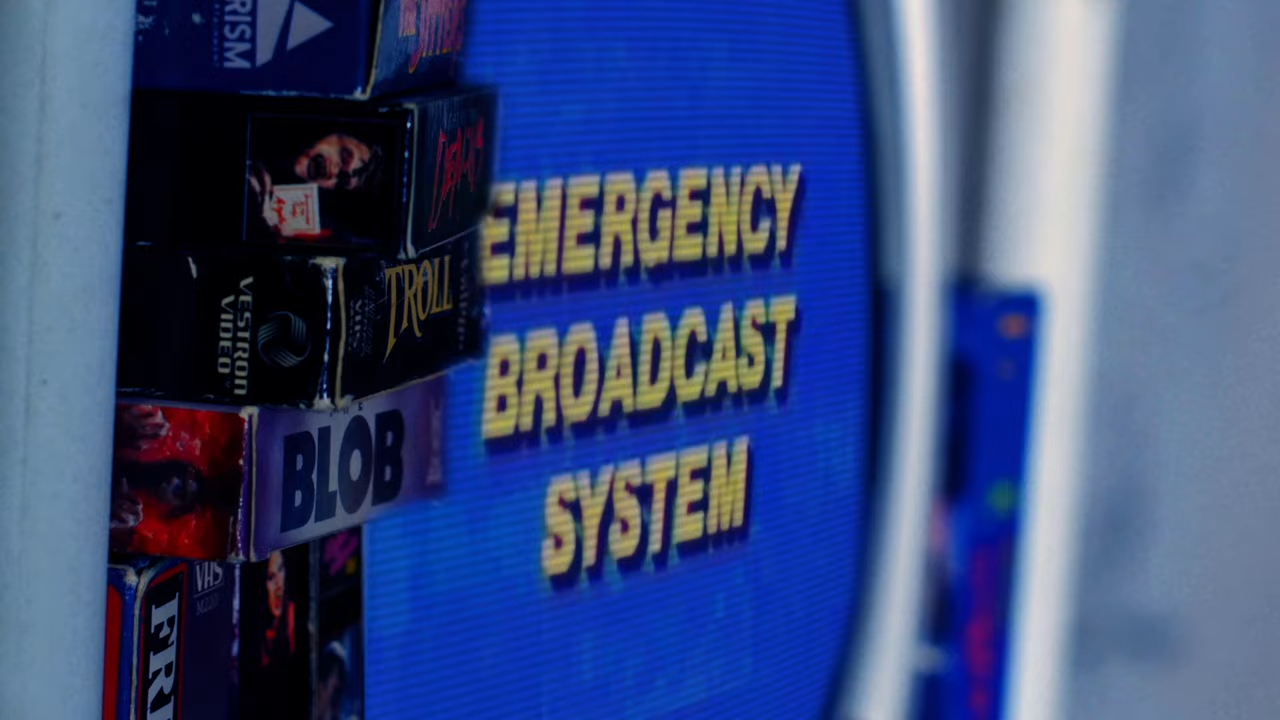 RISM
TROLL
VESTRON
VIDEO
BLOB
VHS
FRI
EMERGENCY
BROADCAST
SYSTEM